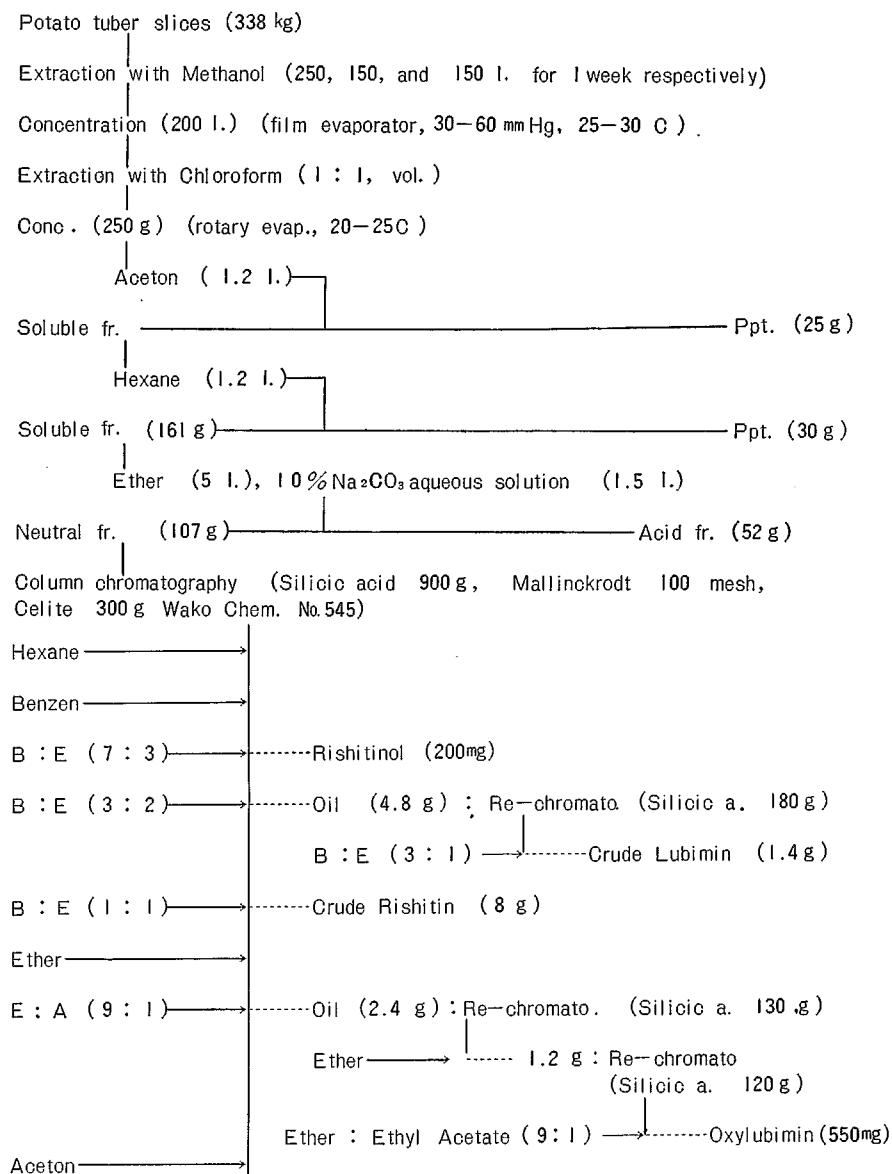 Potato tuber slices (338 kg)
Extraction with Methanol (250, 150, and 150 l. for 1 week respectively)
Concentration (200 l.) (film evaporator, 30-60 mmHg, 25-30 C).
Extraction with Chloroform (1 : 1, vol.)
Conc. (250 g) (rotary evap., 20-25C)
Aceton (1.2 l.)
Soluble fr. Ppt. (25 g)
Hexane (1.2 l.)
Soluble fr. (161 g) Ppt. (30 g)
Ether (5 l.), 10% Na₂CO₃ aqueous solution (1.5 l.)
Neutral fr. (107 g) Acid fr. (52 g)
Column chromatography (Silicic acid 900 g, Mallinckrodt 100 mesh,
Celite 300 g Wako Chem. No. 545)
Hexane
Benzen
B : E (7 : 3) Rishitinol (200mg)
B : E (3 : 2) Oil (4.8 g) : Re-chromato. (Silicic a. 180 g)
B : E (3 : 1) Crude Lubimin (1.4 g)
B : E (1 : 1) Crude Rishitin (8 g)
Ether
E : A (9 : 1) Oil (2.4 g) : Re-chromato. (Silicic a. 130 .g)
Ether 1.2 g : Re-chromato
(Silicic a. 120 g)
Ether : Ethyl Acetate (9 : 1) Oxylubimin (550mg)
Aceton